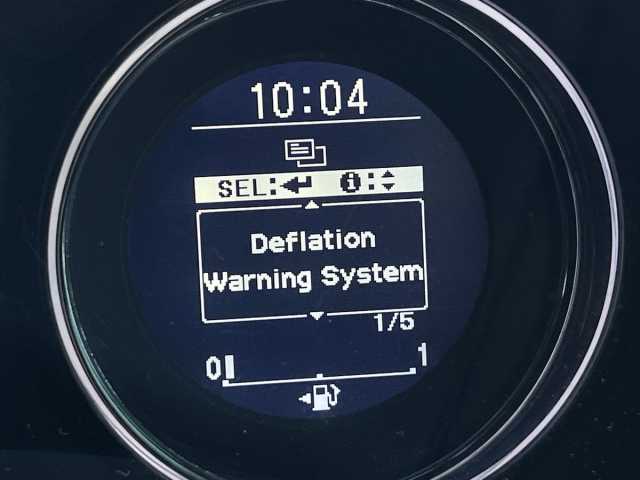 10:04
SEL: :
Deflation
Warning System
1/5
0 1